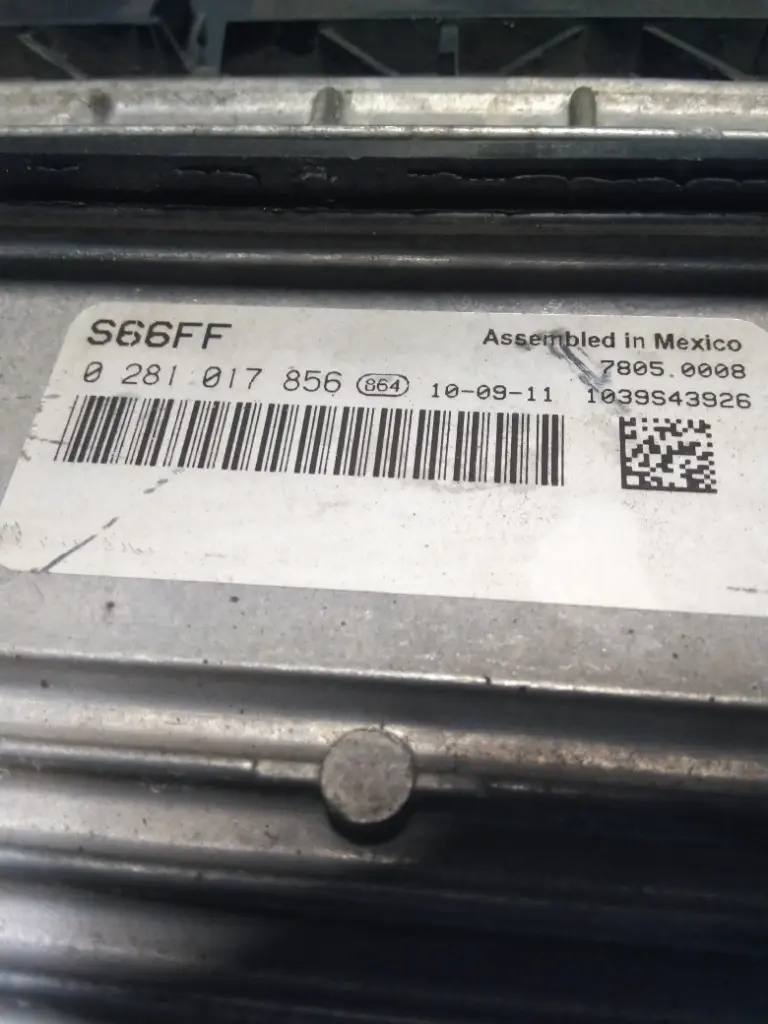 S66FF
Assembled in Mexico
7805.0008
0 281 017 856 864 10-09-11 1039S43926